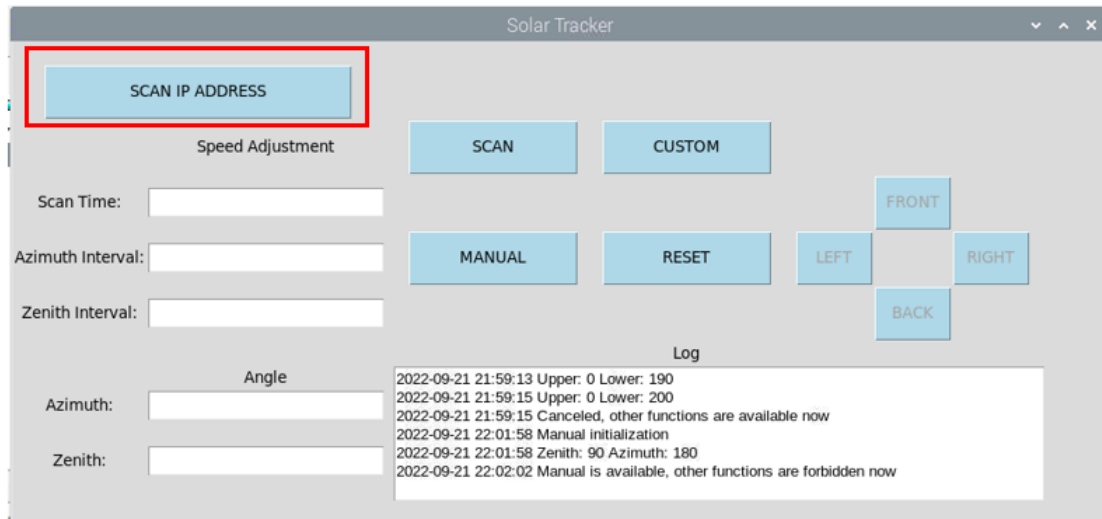 Solar Tracker
SCAN IP ADDRESS
Speed Adjustment
SCAN
CUSTOM
Scan Time:
FRONT
Azimuth Interval:
MANUAL
RESET
LEFT
RIGHT
Zenith Interval:
BACK
Log
Angle
Azimuth:
Zenith:
2022-09-21 21:59:13 Upper: 0 Lower: 190
2022-09-21 21:59:15 Upper: 0 Lower: 200
2022-09-21 21:59:15 Canceled, other functions are available now
2022-09-21 22:01:58 Manual initialization
2022-09-21 22:01:58 Zenith: 90 Azimuth: 180
2022-09-21 22:02:02 Manual is available, other functions are forbidden now